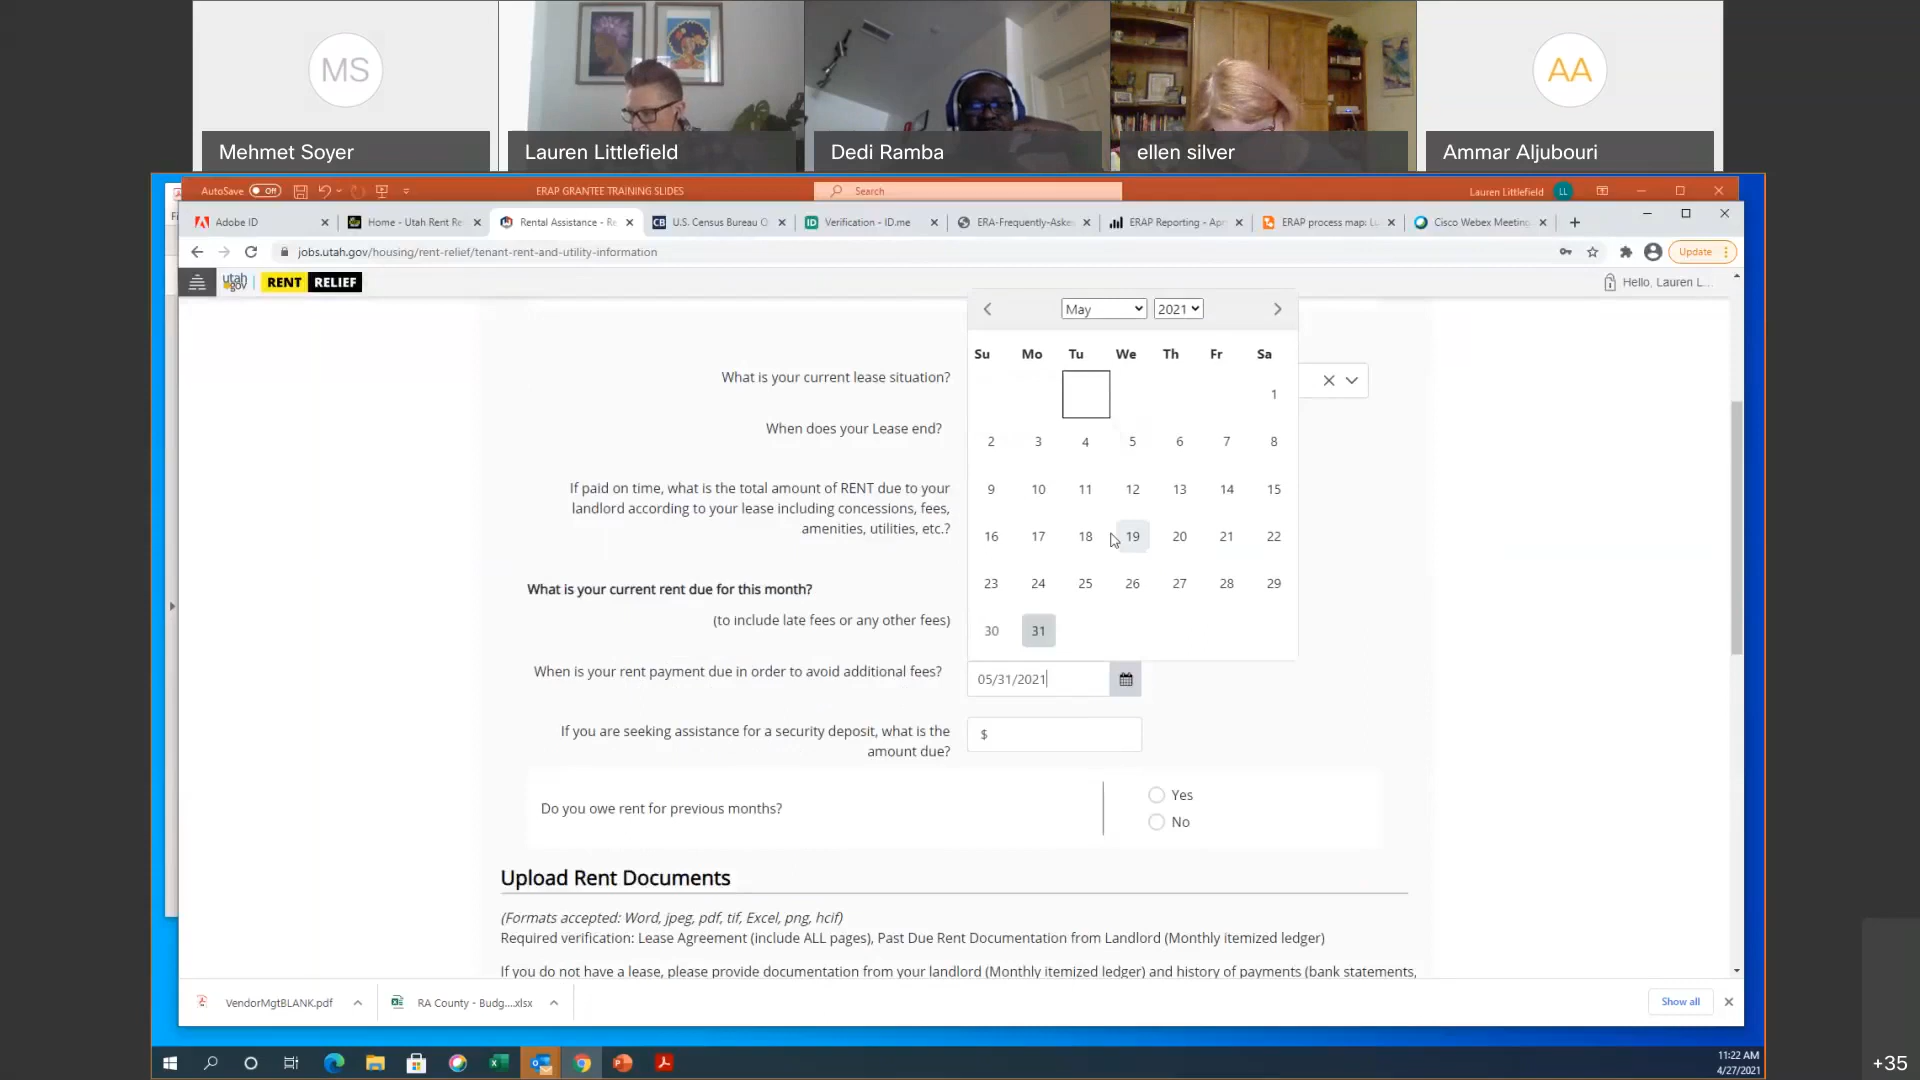 MS
AA
Mehmet Soyer
Lauren Littlefield
Dedi Ramba
ellen silver
Ammar Aljubouri
AutoSave Off
ERAP GRANTEE TRAINING SLIDES
Search
Lauren Littlefield LL
Adobe ID
Home - Utah Rent Re
Rental Assistance - Re
CB U.S. Census Bureau Q
ID Verification - ID.me
ERA-Frequently-Aske
ERAP Reporting - Apr
ERAP process map: Lu
Cisco Webex Meeting
jobs.utah.gov/housing/rent-relief/tenant-rent-and-utility-information
Update
utah gov RENT RELIEF
Hello, Lauren L...
May 2021
Su Mo Tu We Th Fr Sa
1
2 3 4 5 6 7 8
9 10 11 12 13 14 15
16 17 18 19 20 21 22
23 24 25 26 27 28 29
30 31
What is your current lease situation?
When does your Lease end?
If paid on time, what is the total amount of RENT due to your
landlord according to your lease including concessions, fees,
amenities, utilities, etc.?
What is your current rent due for this month?
(to include late fees or any other fees)
When is your rent payment due in order to avoid additional fees?
05/31/2021
If you are seeking assistance for a security deposit, what is the
amount due?
$
Do you owe rent for previous months?
Yes
No
Upload Rent Documents
(Formats accepted: Word, jpeg, pdf, tif, Excel, png, hcif)
Required verification: Lease Agreement (include ALL pages), Past Due Rent Documentation from Landlord (Monthly itemized ledger)
If you do not have a lease, please provide documentation from your landlord (Monthly itemized ledger) and history of payments (bank statements,
VendorMgtBLANK.pdf
RA County - Budg....xlsx
Show all
11:22 AM
4/27/2021
+35